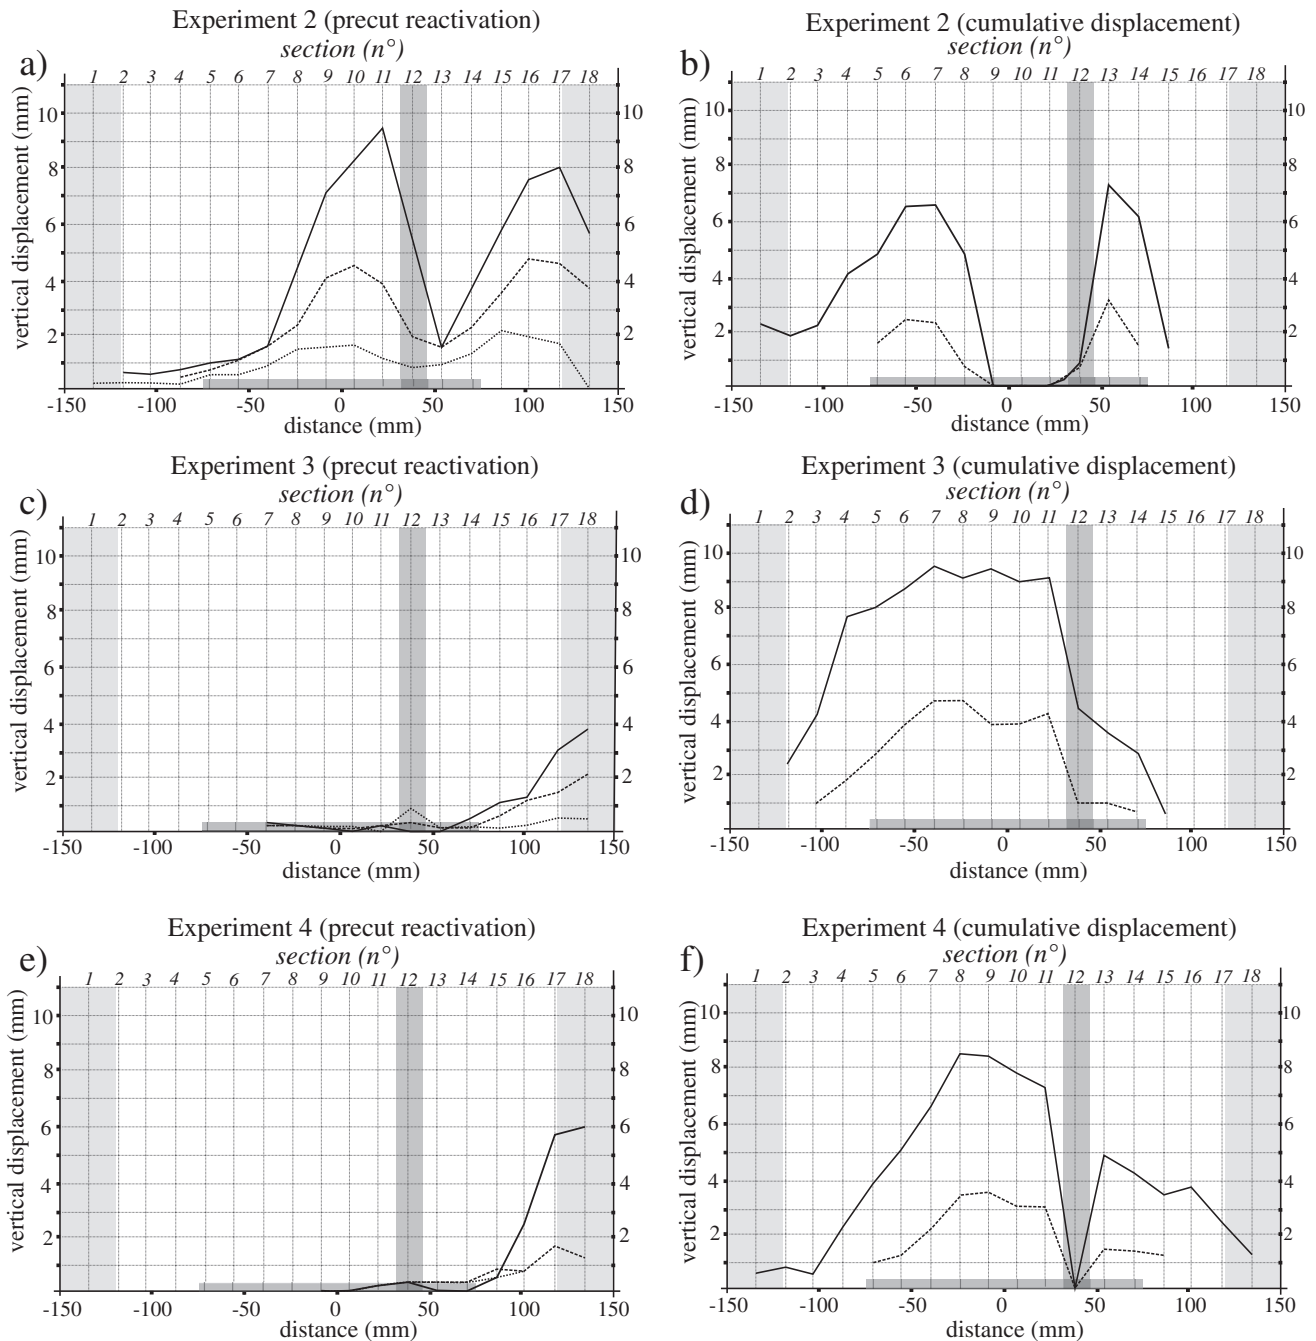 Experiment 2 (precut reactivation)
section (n°)
a)
1 2 3 4 5 6 7 8 9 10 11 12 13 14 15 16 17 18
vertical displacement (mm)
10 10
8 8
6 6
4 4
2 2
-150 -100 -50 0 50 100 150
distance (mm)
Experiment 2 (cumulative displacement)
section (n°)
b)
1 2 3 4 5 6 7 8 9 10 11 12 13 14 15 16 17 18
vertical displacement (mm)
10 10
8 8
6 6
4 4
2 2
-150 -100 -50 0 50 100 150
distance (mm)
Experiment 3 (precut reactivation)
section (n°)
c)
1 2 3 4 5 6 7 8 9 10 11 12 13 14 15 16 17 18
vertical displacement (mm)
10 10
8 8
6 6
4 4
2 2
-150 -100 -50 0 50 100 150
distance (mm)
Experiment 3 (cumulative displacement)
section (n°)
d)
1 2 3 4 5 6 7 8 9 10 11 12 13 14 15 16 17 18
vertical displacement (mm)
10 10
8 8
6 6
4 4
2 2
-150 -100 -50 0 50 100 150
distance (mm)
Experiment 4 (precut reactivation)
section (n°)
e)
1 2 3 4 5 6 7 8 9 10 11 12 13 14 15 16 17 18
vertical displacement (mm)
10 10
8 8
6 6
4 4
2 2
-150 -100 -50 0 50 100 150
distance (mm)
Experiment 4 (cumulative displacement)
section (n°)
f)
1 2 3 4 5 6 7 8 9 10 11 12 13 14 15 16 17 18
vertical displacement (mm)
10 10
8 8
6 6
4 4
2 2
-150 -100 -50 0 50 100 150
distance (mm)